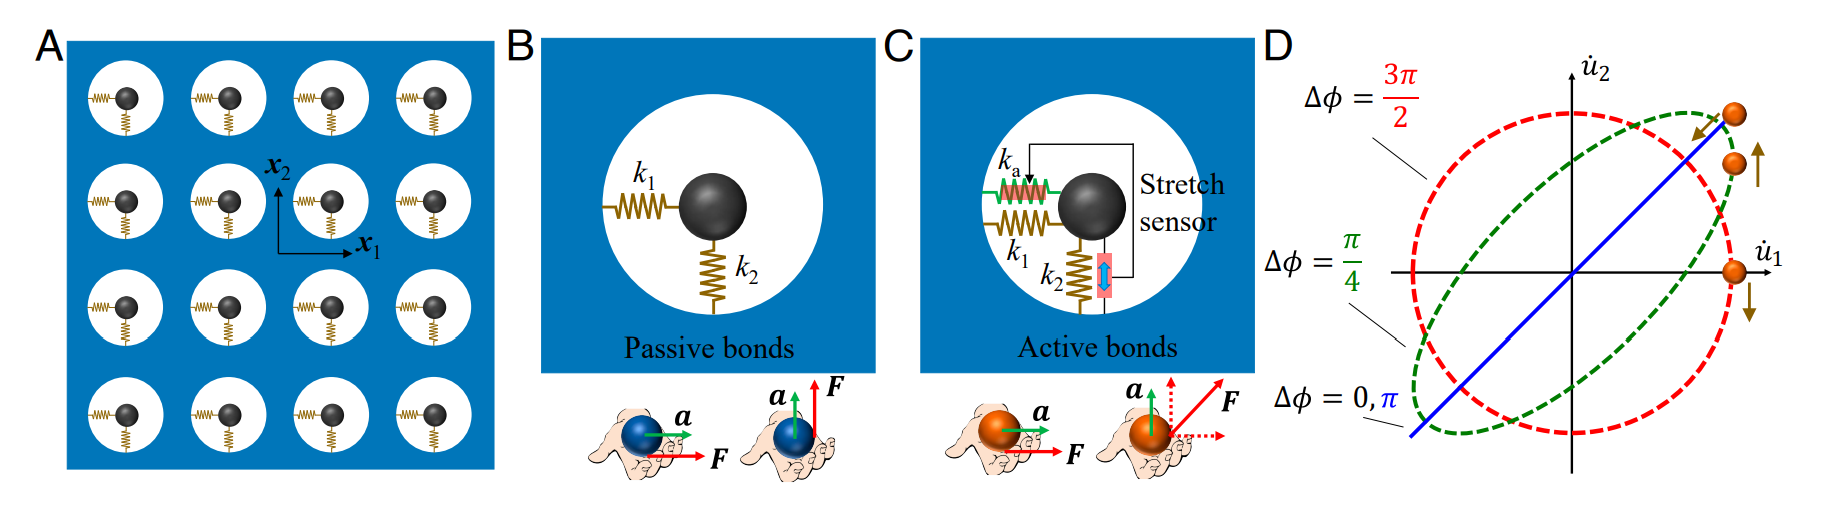 A
x2
x1
B
k1
k2
Passive bonds
a
F
a
F
C
ka
Stretch
sensor
k1
k2
Active bonds
a
F
a
F
D
u̇2
Δϕ = 3π/2
u̇1
Δϕ = π/4
Δϕ = 0, π